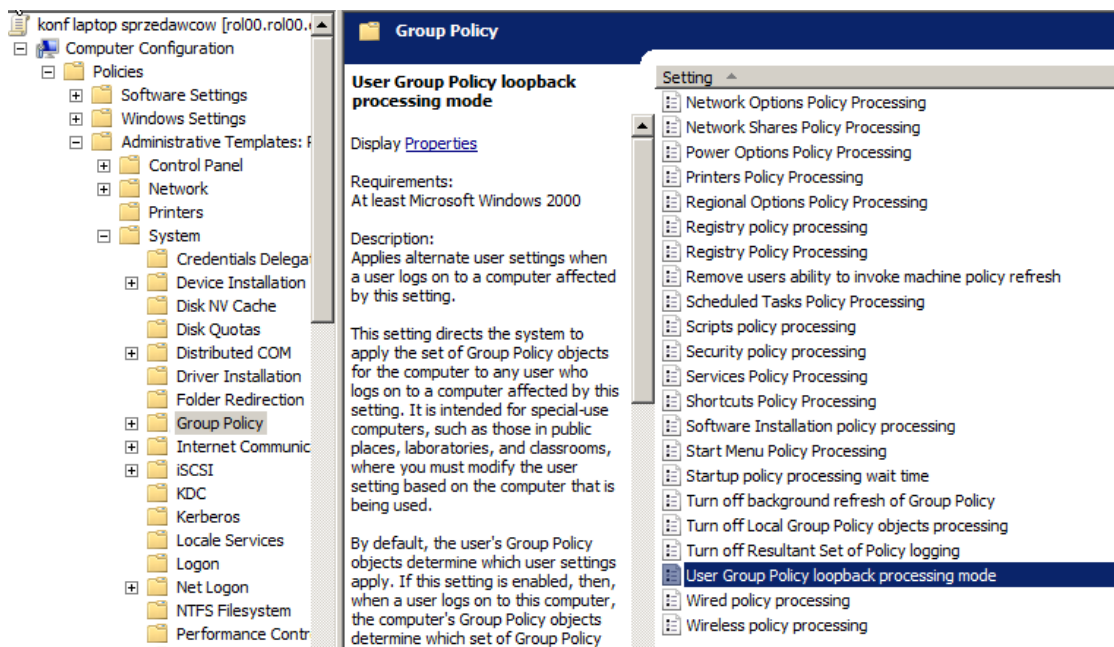 konf laptop sprzedawcow [rol00.rol00.
Computer Configuration
Policies
Software Settings
Windows Settings
Administrative Templates:
Control Panel
Network
Printers
System
Credentials Delega
Device Installation
Disk NV Cache
Disk Quotas
Distributed COM
Driver Installation
Folder Redirection
Group Policy
Internet Communic
iSCSI
KDC
Kerberos
Locale Services
Logon
Net Logon
NTFS Filesystem
Performance Contr
Group Policy
User Group Policy loopback
processing mode
Display Properties
Requirements:
At least Microsoft Windows 2000
Description:
Applies alternate user settings when
a user logs on to a computer affected
by this setting.
This setting directs the system to
apply the set of Group Policy objects
for the computer to any user who
logs on to a computer affected by this
setting. It is intended for special-use
computers, such as those in public
places, laboratories, and classrooms,
where you must modify the user
setting based on the computer that is
being used.
By default, the user's Group Policy
objects determine which user settings
apply. If this setting is enabled, then,
when a user logs on to this computer,
the computer's Group Policy objects
determine which set of Group Policy
Setting
Network Options Policy Processing
Network Shares Policy Processing
Power Options Policy Processing
Printers Policy Processing
Regional Options Policy Processing
Registry policy processing
Registry Policy Processing
Remove users ability to invoke machine policy refresh
Scheduled Tasks Policy Processing
Scripts policy processing
Security policy processing
Services Policy Processing
Shortcuts Policy Processing
Software Installation policy processing
Start Menu Policy Processing
Startup policy processing wait time
Turn off background refresh of Group Policy
Turn off Local Group Policy objects processing
Turn off Resultant Set of Policy logging
User Group Policy loopback processing mode
Wired policy processing
Wireless policy processing